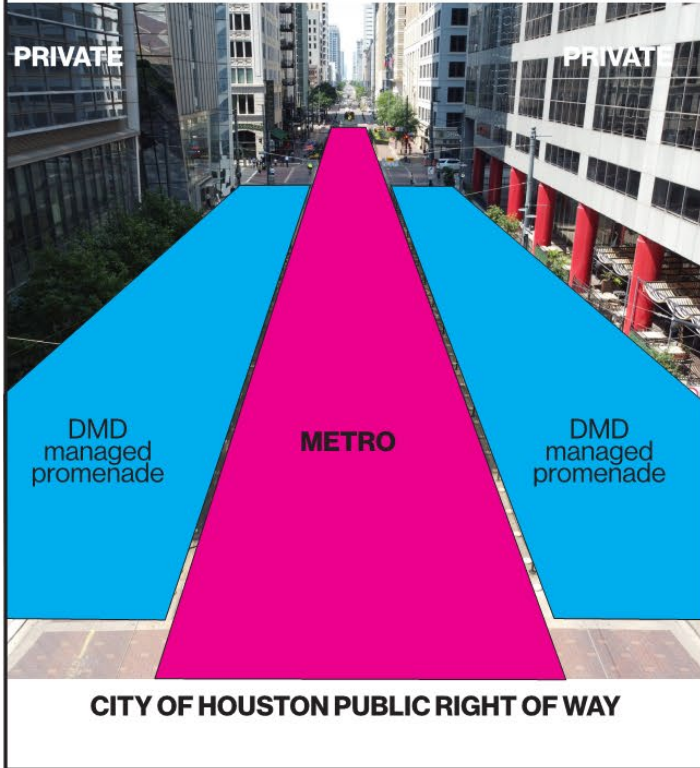 PRIVATE
PRIVATE
DMD
managed
promenade
METRO
DMD
managed
promenade
CITY OF HOUSTON PUBLIC RIGHT OF WAY